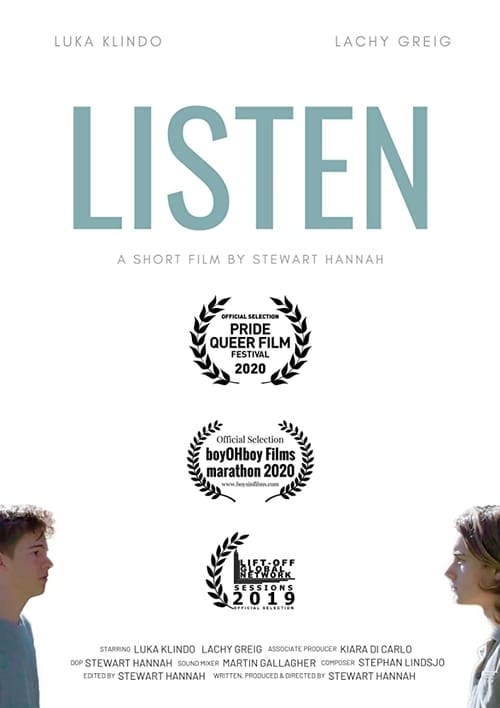 LUKA KLINDO LACHY GREIG
LISTEN
A SHORT FILM BY STEWART HANNAH
OFFICIAL SELECTION
PRIDE
QUEER FILM
FESTIVAL
2020
Official Selection
boyOHboy Films
marathon 2020
www.boysinfilms.com
LIFT-OFF
GLOBAL
NETWORK
SESSIONS
2019
OFFICIAL SELECTION
STARRING LUKA KLINDO LACHY GREIG ASSOCIATE PRODUCER KIARA DI CARLO
DOP STEWART HANNAH SOUND MIXER MARTIN GALLAGHER COMPOSER STEPHAN LINDSJO
EDITED BY STEWART HANNAH WRITTEN, PRODUCED & DIRECTED BY STEWART HANNAH